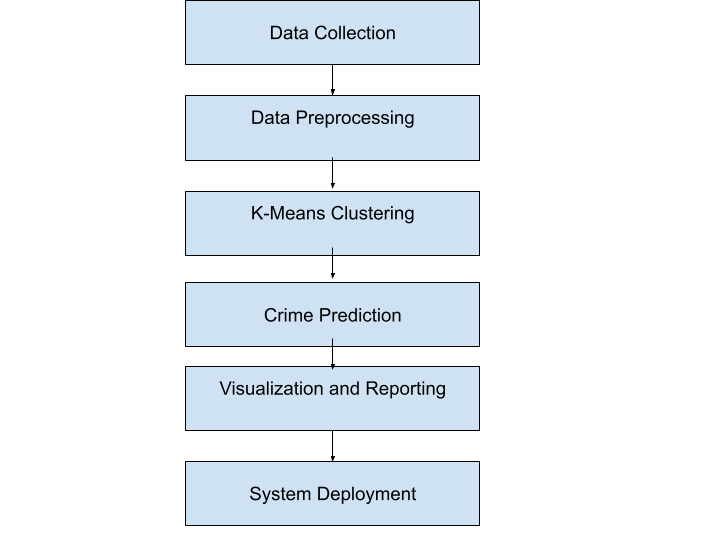 Data Collection
Data Preprocessing
K-Means Clustering
Crime Prediction
Visualization and Reporting
System Deployment